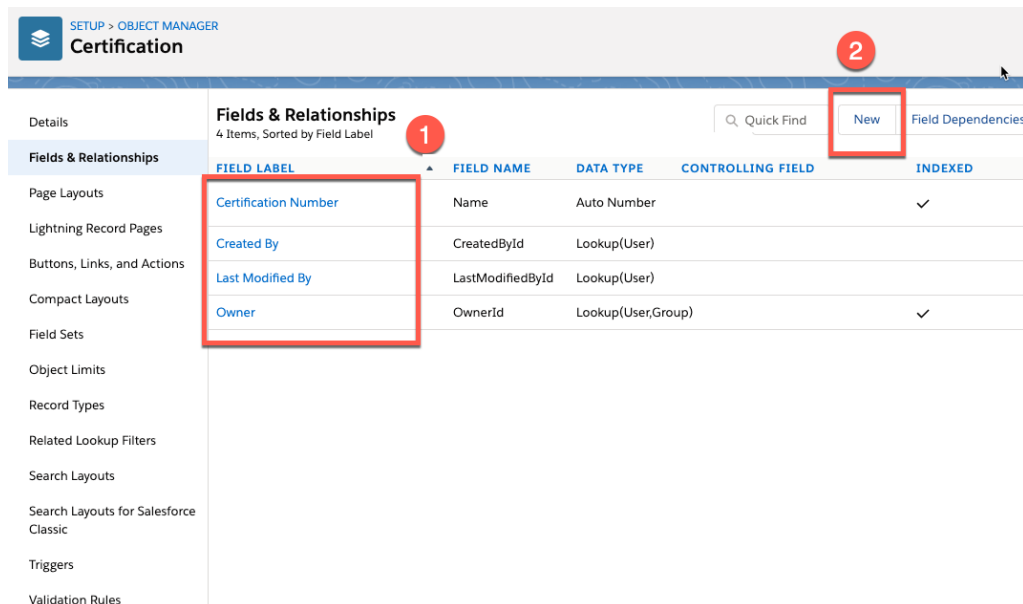 SETUP > OBJECT MANAGER
Certification
2
Details
Fields & Relationships
Page Layouts
Lightning Record Pages
Buttons, Links, and Actions
Compact Layouts
Field Sets
Object Limits
Record Types
Related Lookup Filters
Search Layouts
Search Layouts for Salesforce
Classic
Triggers
Validation Rules
Fields & Relationships
4 Items, Sorted by Field Label
1
Quick Find
New
Field Dependencies
FIELD LABEL FIELD NAME DATA TYPE CONTROLLING FIELD INDEXED
Certification Number Name Auto Number
Created By CreatedById Lookup(User)
Last Modified By LastModifiedById Lookup(User)
Owner OwnerId Lookup(User,Group)